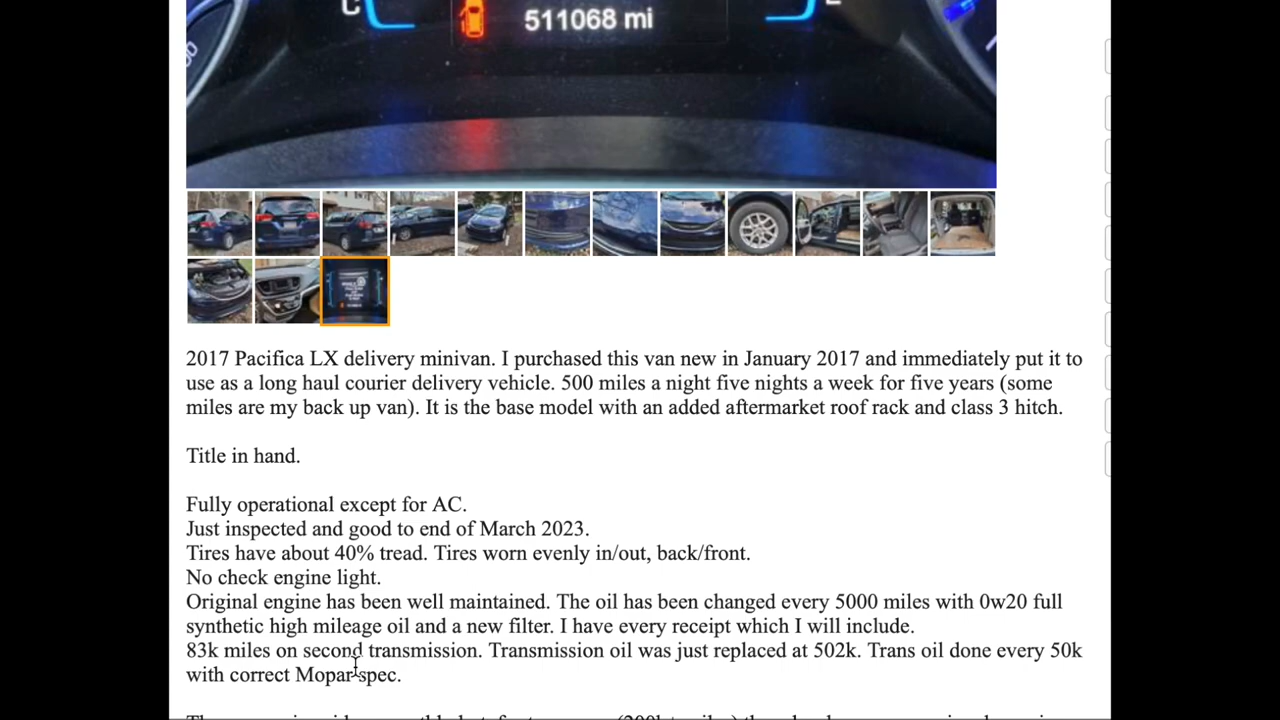 511068 mi
2017 Pacifica LX delivery minivan. I purchased this van new in January 2017 and immediately put it to
use as a long haul courier delivery vehicle. 500 miles a night five nights a week for five years (some
miles are my back up van). It is the base model with an added aftermarket roof rack and class 3 hitch.
Title in hand.
Fully operational except for AC.
Just inspected and good to end of March 2023.
Tires have about 40% tread. Tires worn evenly in/out, back/front.
No check engine light.
Original engine has been well maintained. The oil has been changed every 5000 miles with 0w20 full
synthetic high mileage oil and a new filter. I have every receipt which I will include.
83k miles on second transmission. Transmission oil was just replaced at 502k. Trans oil done every 50k
with correct Mopar spec.